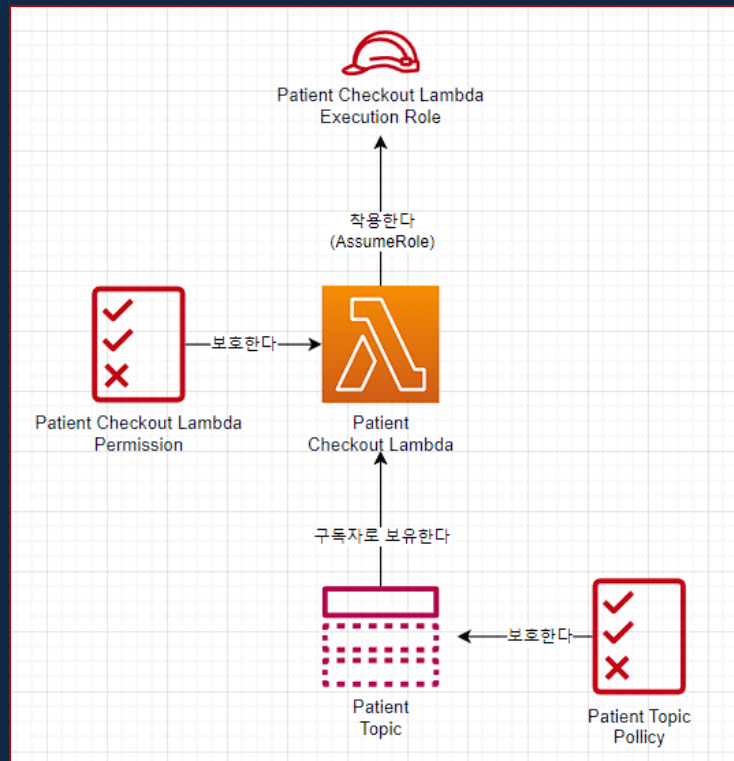 Patient Checkout Lambda
Execution Role
착용한다
(AssumeRole)
보호한다
Patient Checkout Lambda
Permission
Patient
Checkout Lambda
구독자로 보유한다
보호한다
Patient
Topic
Patient Topic
Pollicy